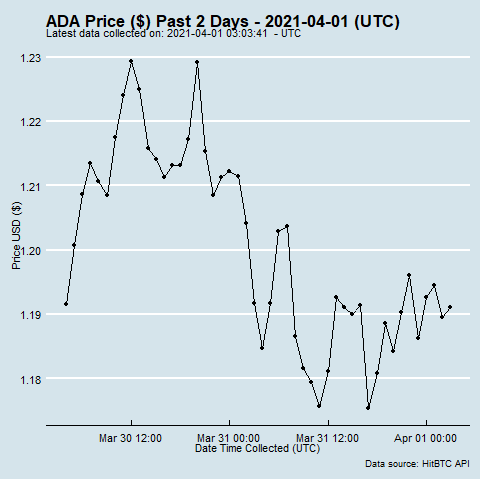 ADA Price ($) Past 2 Days - 2021-04-01 (UTC)
Latest data collected on: 2021-04-01 03:03:41 - UTC
1.23
1.22
1.21
1.20
1.19
1.18
Price USD ($)
Mar 30 12:00 Mar 31 00:00 Mar 31 12:00 Apr 01 00:00
Date Time Collected (UTC)
Data source: HitBTC API